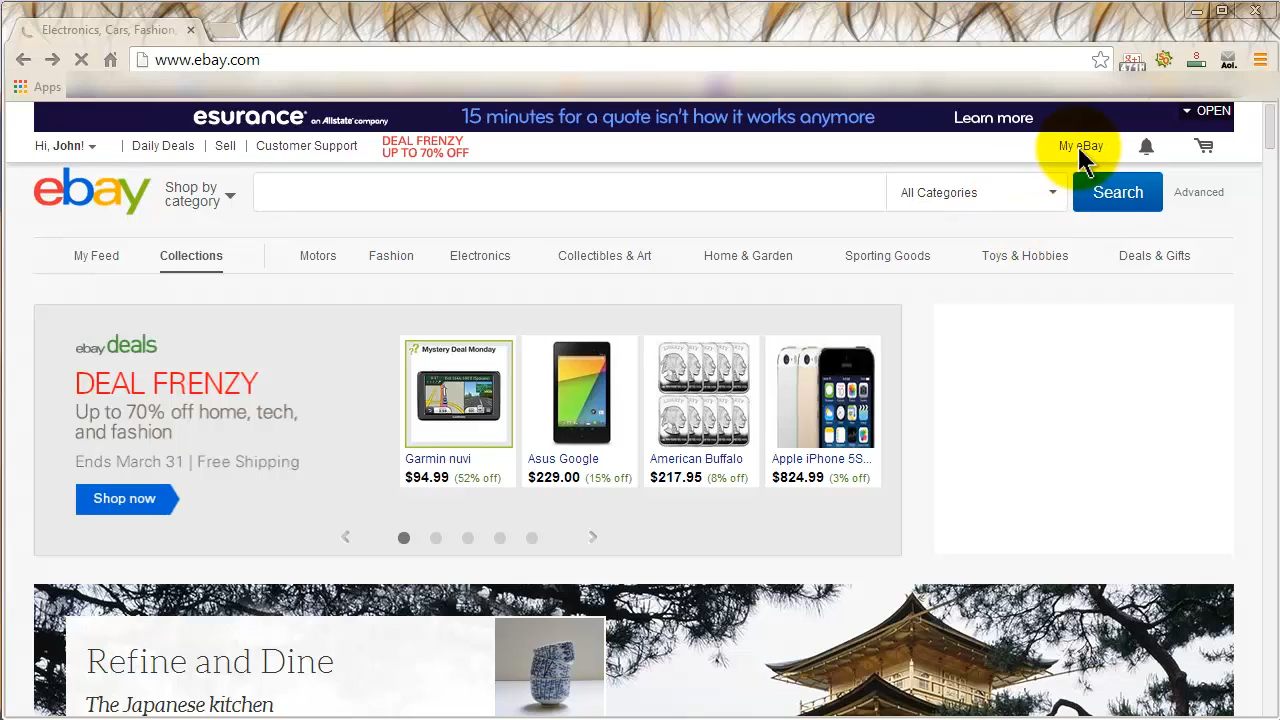 Electronics, Cars, Fashion,
www.ebay.com
Aol.
Apps
esurance an Allstate company 15 minutes for a quote isn't how it works anymore Learn more OPEN
Hi, John! Daily Deals Sell Customer Support DEAL FRENZY My eBay
UP TO 70% OFF
ebay Shop by All Categories Search Advanced
category
My Feed Collections Motors Fashion Electronics Collectibles & Art Home & Garden Sporting Goods Toys & Hobbies Deals & Gifts
ebay deals
DEAL FRENZY
Up to 70% off home, tech,
and fashion
Ends March 31 | Free Shipping
Shop now
?? Mystery Deal Monday
Garmin nuvi
$94.99 (52% off)
Asus Google
$229.00 (15% off)
American Buffalo
$217.95 (8% off)
Apple iPhone 5S...
$824.99 (3% off)
Refine and Dine
The Japanese kitchen